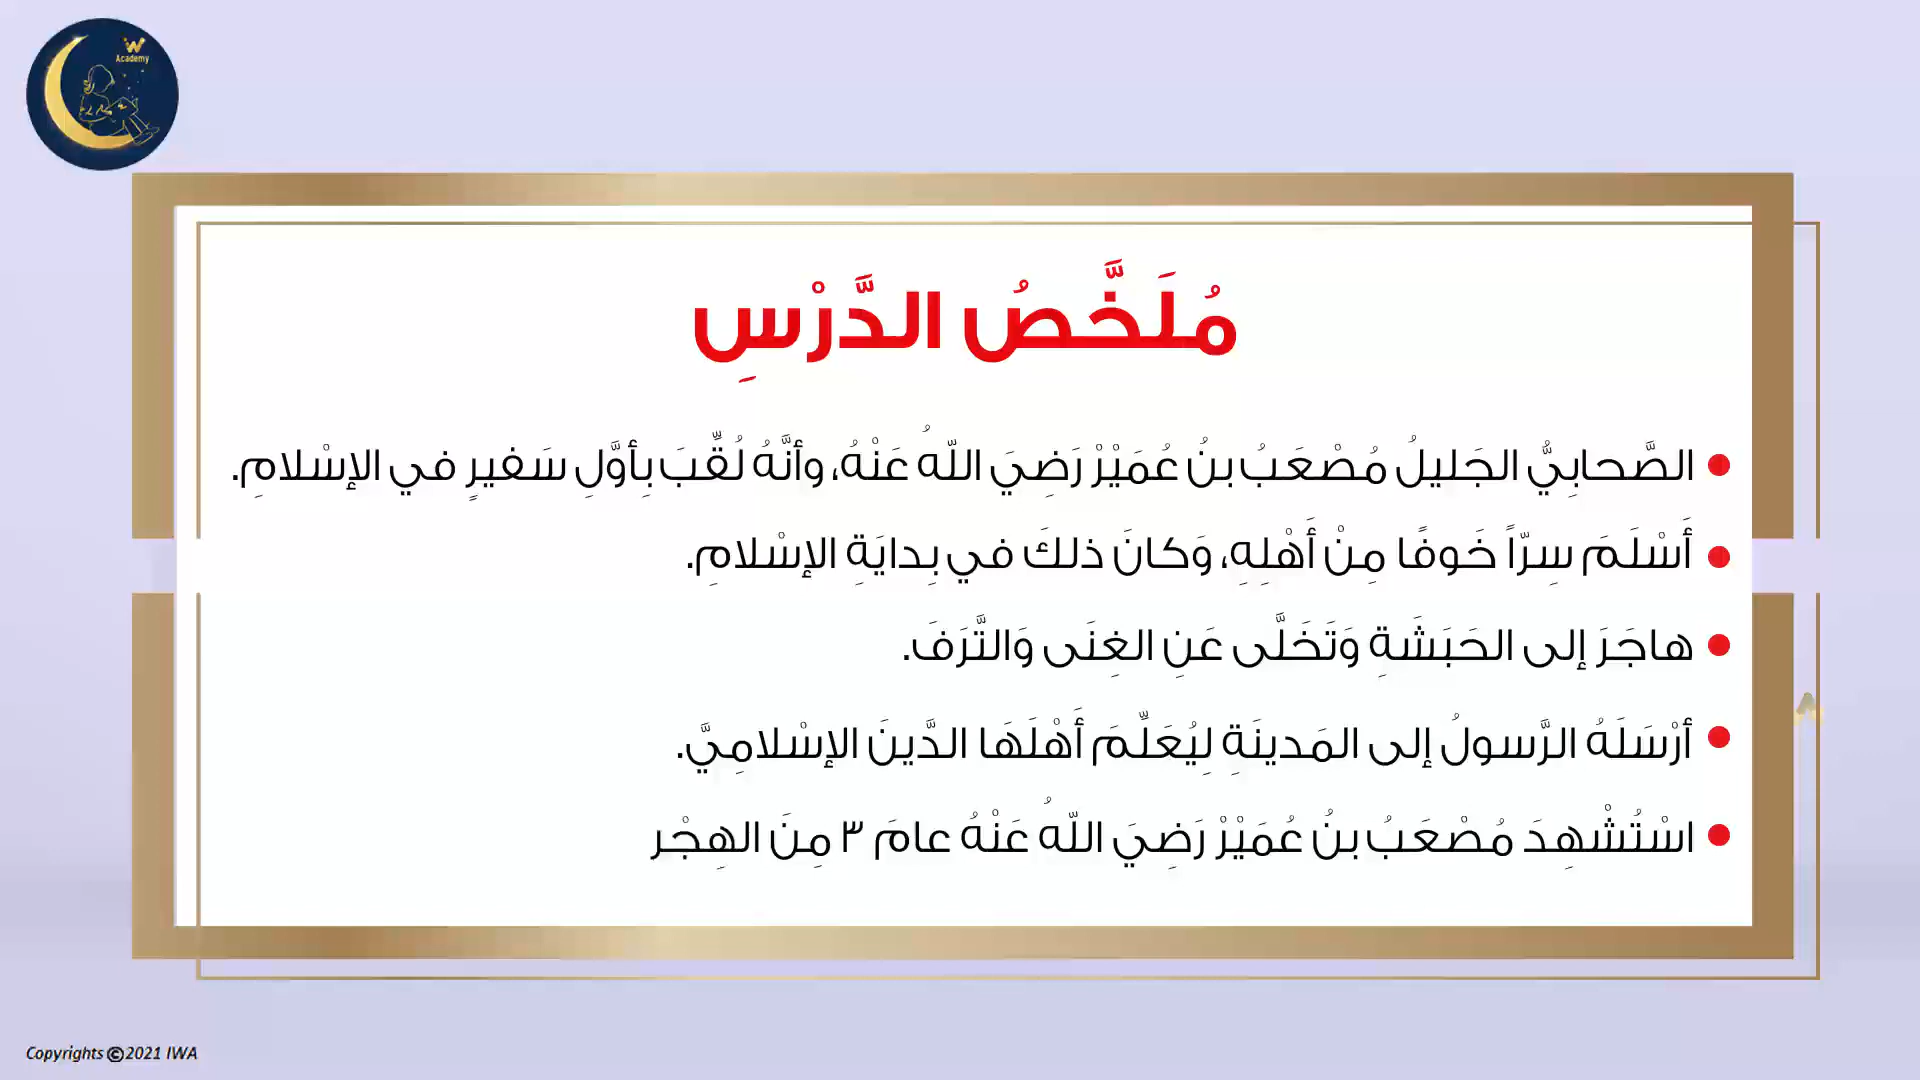 W
Academy
مُلَخَّصُ الدَّرْسِ
• الصَّحابِيُّ الجَليلُ مُصْعَبُ بنُ عُمَيْرْ رَضِيَ اللّهُ عَنْهُ، وأنَّهُ لُقِّبَ بِأوَّلِ سَفيرٍ في الإسْلامِ.
• أَسْلَمَ سِرّاً خَوفًا مِنْ أَهْلِهِ، وَكانَ ذلكَ في بِدايَةِ الإسْلامِ.
• هاجَرَ إلى الحَبَشَةِ وَتَخَلَّى عَنِ الغِنَى وَالتَّرَفَ.
• أرْسَلَهُ الرَّسولُ إلى المَدينَةِ لِيُعَلِّمَ أَهْلَهَا الدَّينَ الإسْلامِيَّ.
• اسْتُشْهِدَ مُصْعَبُ بنُ عُمَيْرْ رَضِيَ اللّهُ عَنْهُ عامَ ٣ مِنَ الهِجْر
Copyrights ©2021 IWA